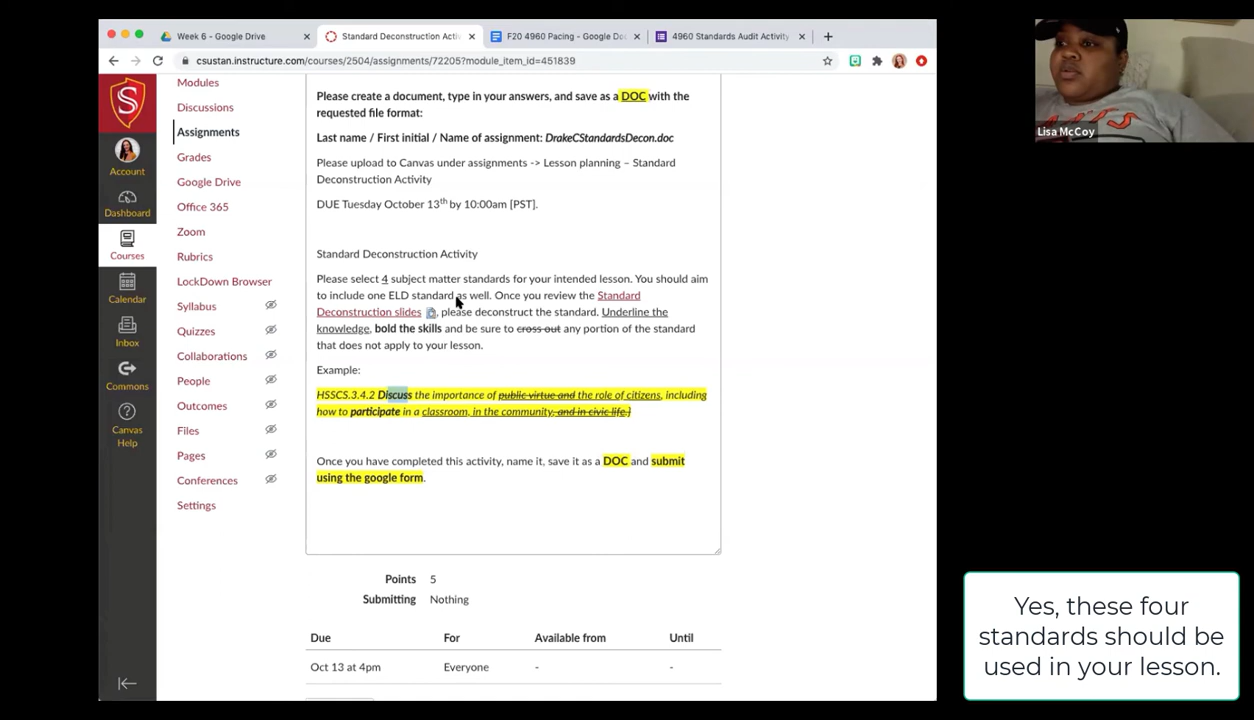 Week 6 - Google Drive
Standard Deconstruction Activ
F20 4960 Pacing - Google Doc
4960 Standards Audit Activity
csustan.instructure.com/courses/2504/assignments/72205?module_item_id=451839
Lisa McCoy
Account
Dashboard
Courses
Calendar
Inbox
Commons
Canvas
Help
Modules
Discussions
Assignments
Grades
Google Drive
Office 365
Zoom
Rubrics
LockDown Browser
Syllabus
Quizzes
Collaborations
People
Outcomes
Files
Pages
Conferences
Settings
Please create a document, type in your answers, and save as a DOC with the
requested file format:
Last name / First initial / Name of assignment: DrakeCStandardsDecon.doc
Please upload to Canvas under assignments -> Lesson planning – Standard
Deconstruction Activity
DUE Tuesday October 13th by 10:00am [PST].
Standard Deconstruction Activity
Please select 4 subject matter standards for your intended lesson. You should aim
to include one ELD standard as well. Once you review the Standard
Deconstruction slides, please deconstruct the standard. Underline the
knowledge, bold the skills and be sure to cross out any portion of the standard
that does not apply to your lesson.
Example:
HSSCS.3.4.2 Discuss the importance of public virtue and the role of citizens, including
how to participate in a classroom, in the community, and in civic life.]
Once you have completed this activity, name it, save it as a DOC and submit
using the google form.
Points 5
Submitting Nothing
Due For Available from Until
Oct 13 at 4pm Everyone - -
Yes, these four
standards should be
used in your lesson.